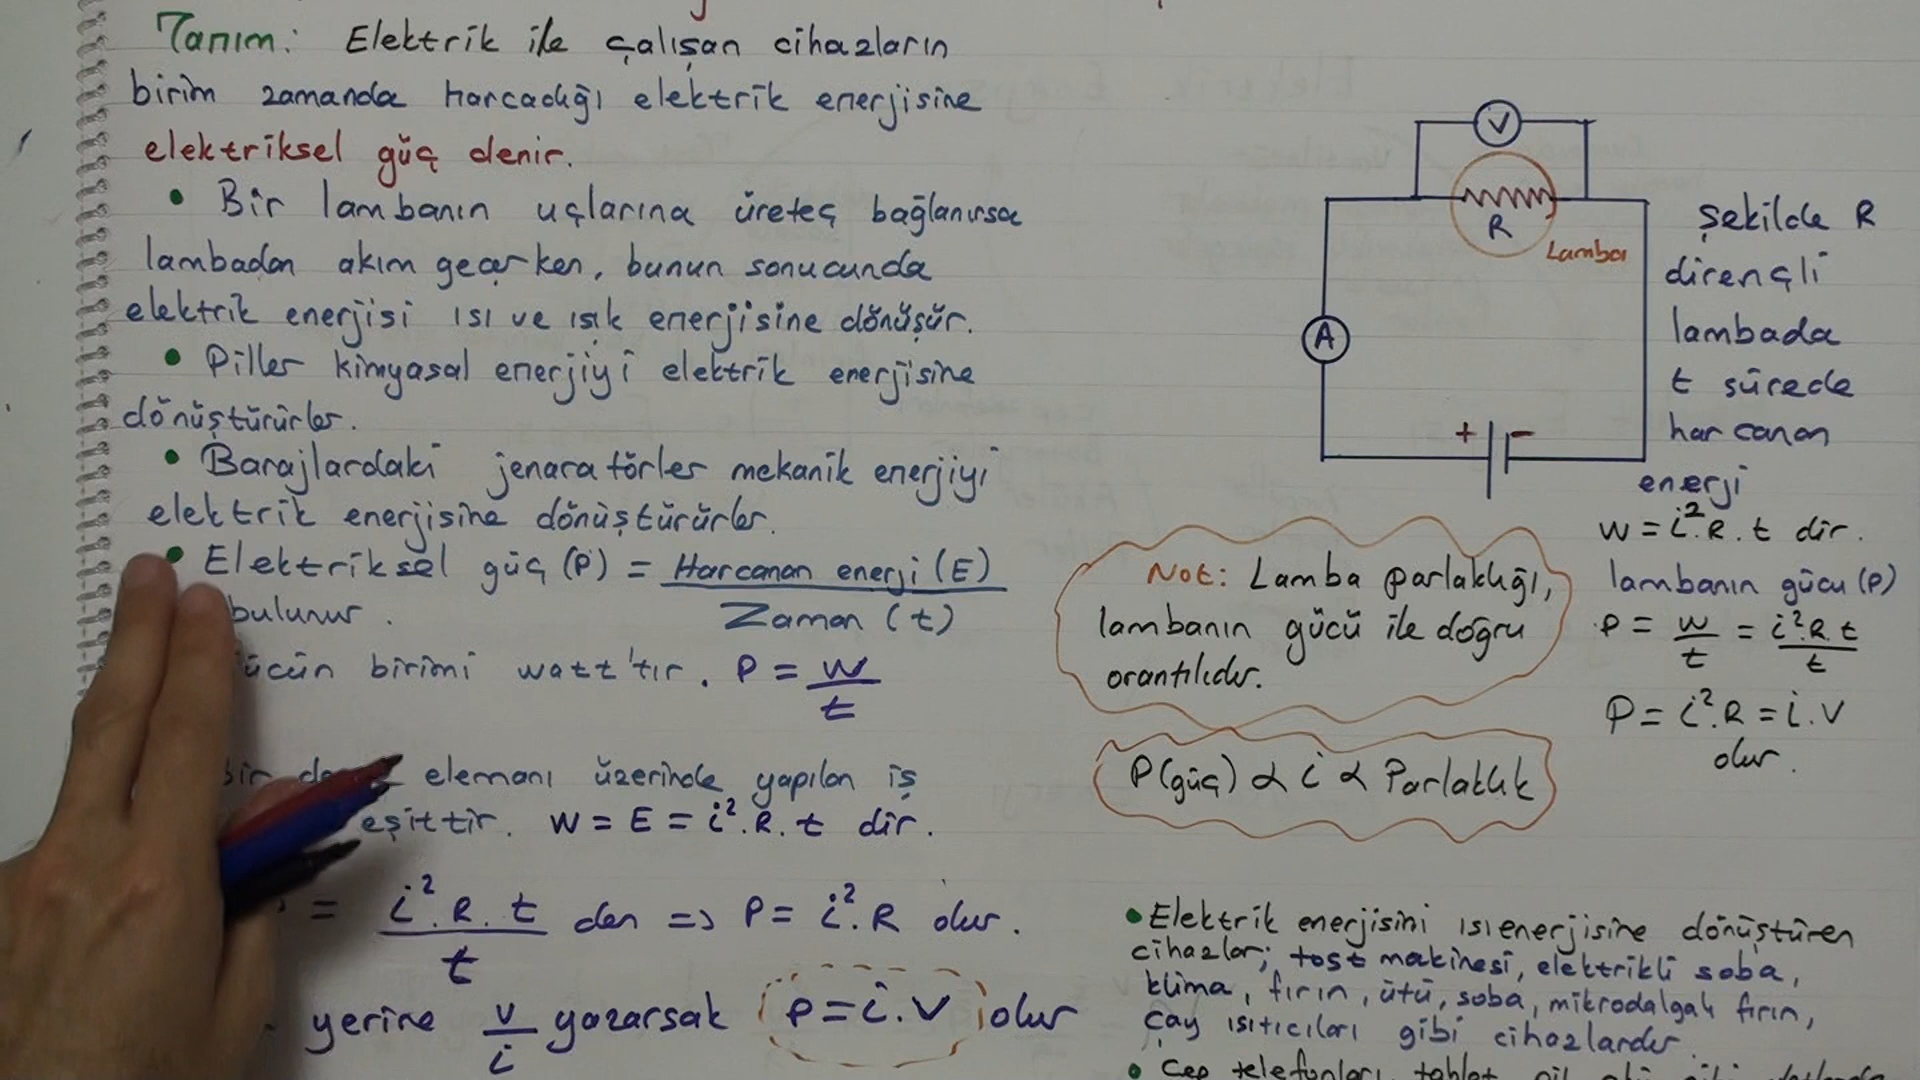 Tanım: Elektrik ile çalışan cihazların
birim zamanda harcadığı elektrik enerjisine
elektriksel güç denir.
• Bir lambanın uçlarına üreteç bağlanırsa
lambadan akım geçerken, bunun sonucunda
elektrik enerjisi ısı ve ışık enerjisine dönüşür.
• Piller kimyasal enerjiyi elektrik enerjisine
dönüştürürler.
• Barajlardaki jenaratörler mekanik enerjiyi
elektrik enerjisine dönüştürürler.
• Elektriksel güç (P) = Harcanan enerji (E)
Zaman (t)
bulunur.
birimi watt'tır. P = W
t
elemanı üzerinde yapılan iş
eşittir. W = E = i².R.t dir.
= i².R.t den => P = i².R olur.
t
yerine V yazarsak P = i.V olur
i
V
R
Lamba
A
+ -
Şekilde R
dirençli
lambada
t sürede
harcanan
enerji
W = i².R.t dir.
lambanın gücü (P)
P = W = i².R.t
t t
P = i².R = i.V
olur.
Not: Lamba parlaklığı,
lambanın gücü ile doğru
orantılıdır.
P(güç) α i α Parlaklık
• Elektrik enerjisini ısı enerjisine dönüştüren
cihazlar; tost makinesi, elektrikli soba,
klima, fırın, ütü, soba, mikrodalgalı fırın,
çay ısıtıcıları gibi cihazlardır.
• Cep telefonları, tablet